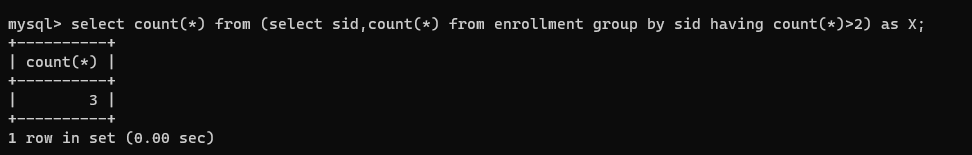 mysql> select count(*) from (select sid,count(*) from enrollment group by sid having count(*)>2) as X;
+----------+
| count(*) |
+----------+
|        3 |
+----------+
1 row in set (0.00 sec)